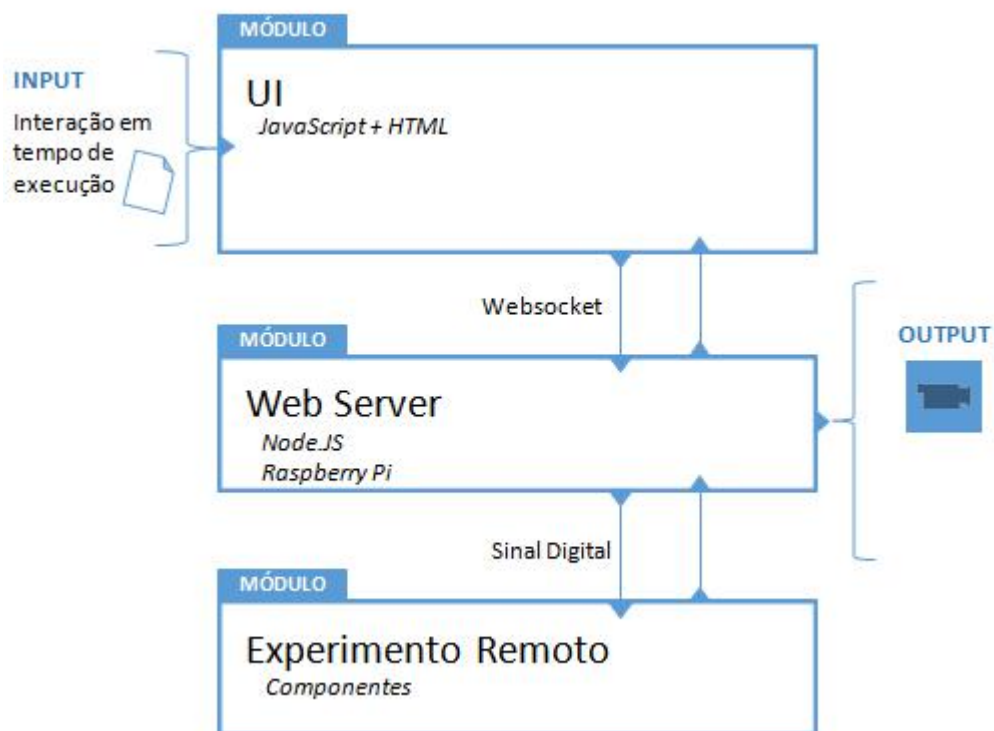 MÓDULO
INPUT
Interação em
tempo de
execução
UI
JavaScript + HTML
Websocket
MÓDULO
OUTPUT
Web Server
Node.JS
Raspberry Pi
Sinal Digital
MÓDULO
Experimento Remoto
Componentes